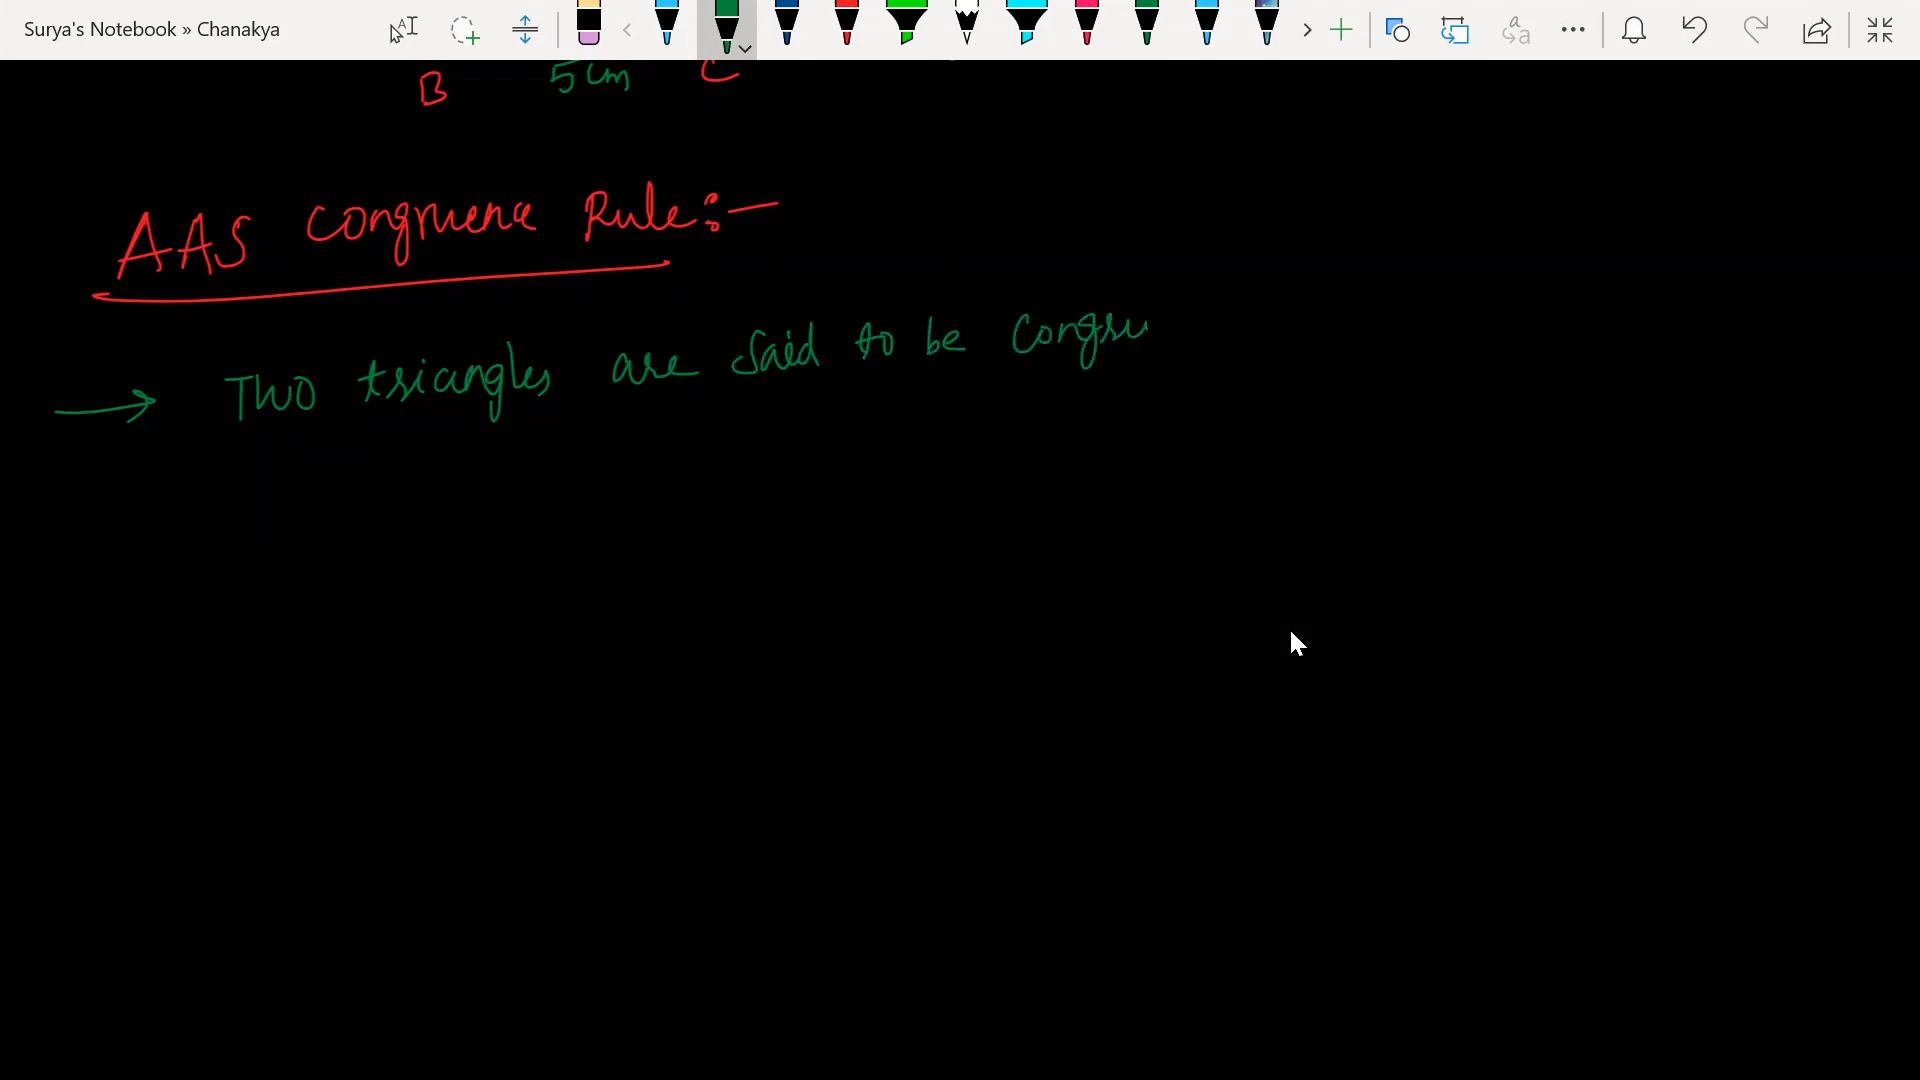 Surya's Notebook » Chanakya
B 5cm C
AAS Congruence Rule:-
→ Two triangles are said to be Congru